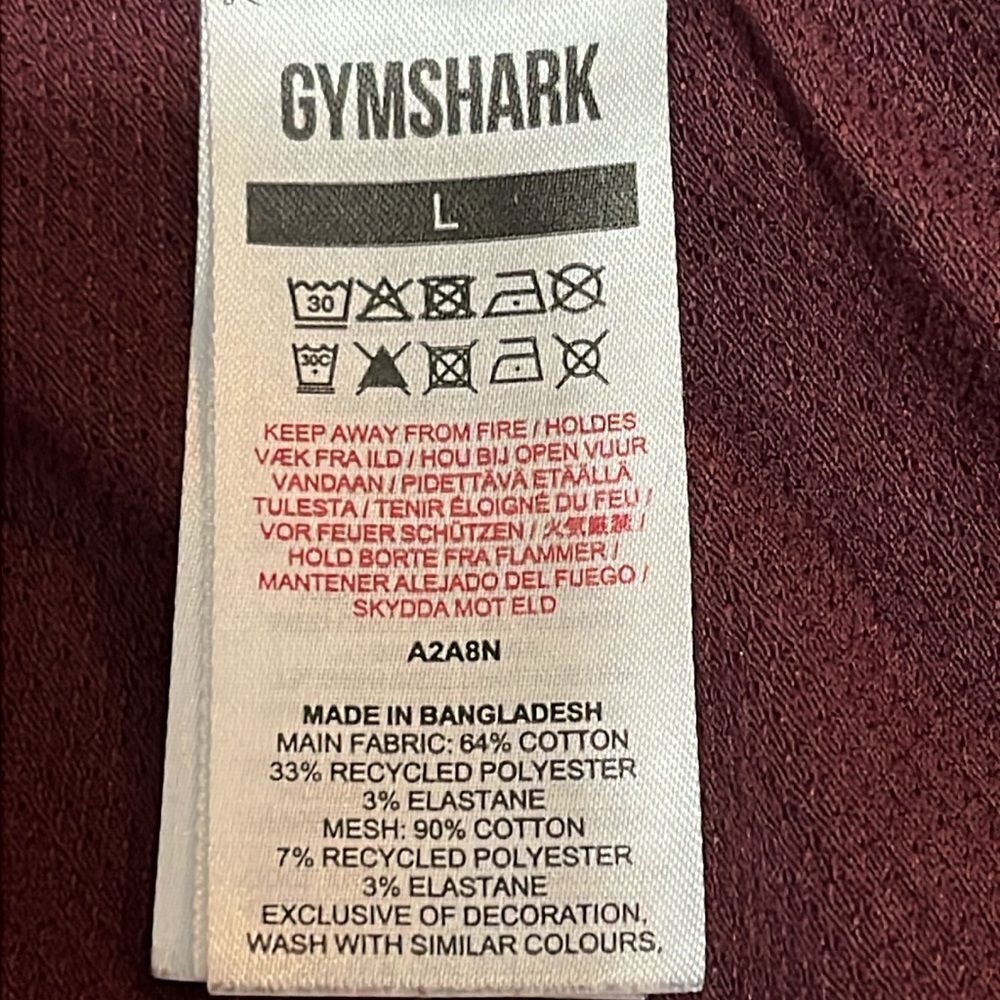 GYMSHARK
L
30
30C
KEEP AWAY FROM FIRE / HOLDES
VÆK FRA ILD / HOU BIJ OPEN VUUR
VANDAAN / PIDETTÄVÄ ETÄÄLLÄ
TULESTA / TENIR ÉLOIGNÉ DU FEU /
VOR FEUER SCHÜTZEN / 火氣嚴禁 /
HOLD BORTE FRA FLAMMER /
MANTENER ALEJADO DEL FUEGO /
SKYDDA MOT ELD
A2A8N
MADE IN BANGLADESH
MAIN FABRIC: 64% COTTON
33% RECYCLED POLYESTER
3% ELASTANE
MESH: 90% COTTON
7% RECYCLED POLYESTER
3% ELASTANE
EXCLUSIVE OF DECORATION.
WASH WITH SIMILAR COLOURS,